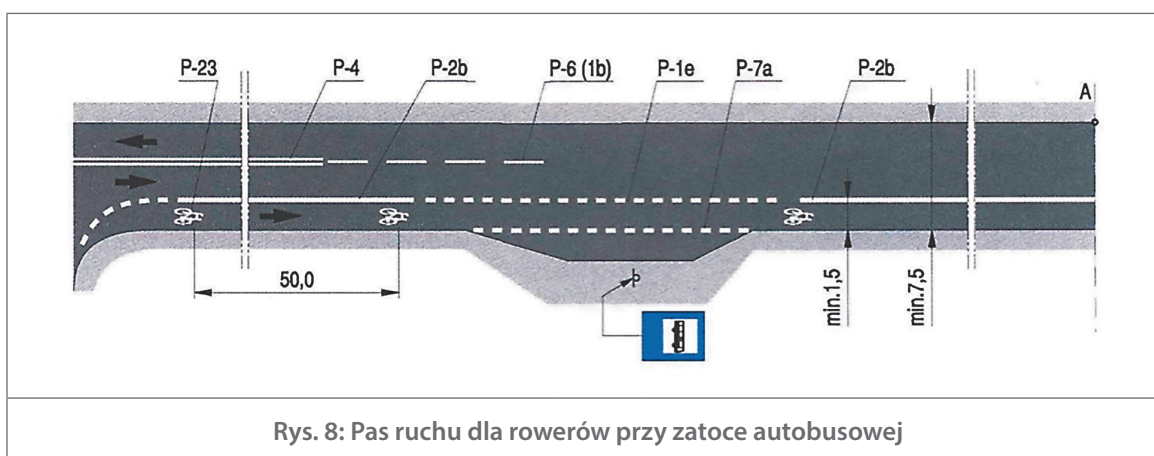 P-23 P-4 P-2b P-6 (1b) P-1e P-7a P-2b A
50,0
min.1,5
min.7,5
Rys. 8: Pas ruchu dla rowerów przy zatoce autobusowej